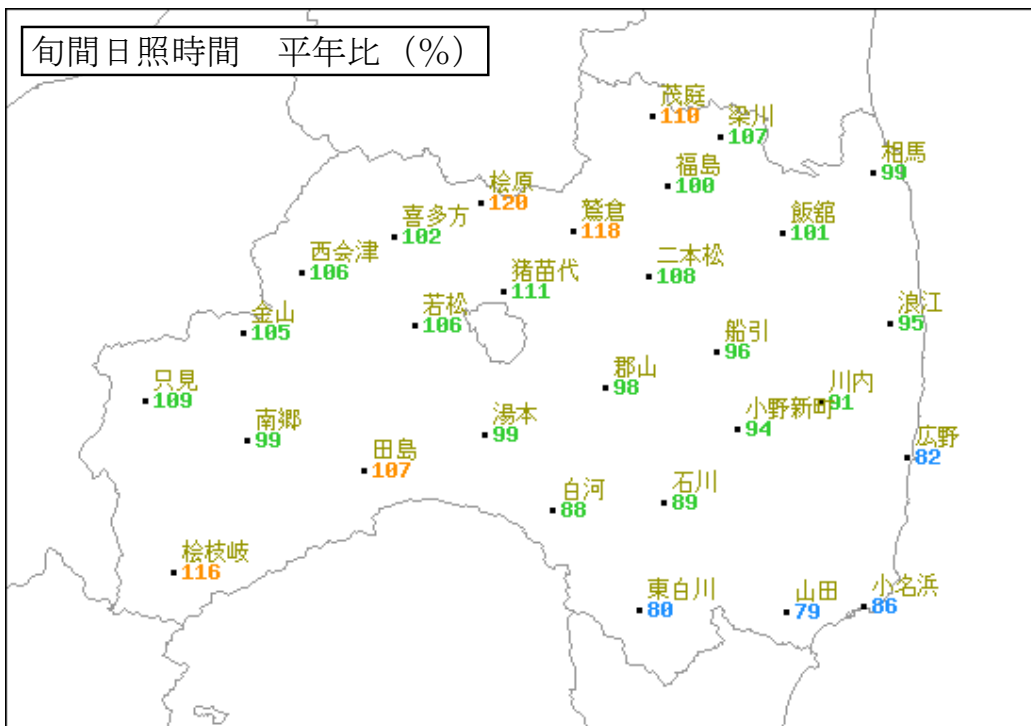 旬間日照時間　平年比（%）
茂庭
110
梁川
107
相馬
99
福島
100
桧原
120
鷲倉
118
飯舘
101
喜多方
102
西会津
106
猪苗代
111
二本松
108
若松
106
金山
105
浪江
95
船引
96
郡山
98
只見
109
川内
91
小野新町
94
湯本
99
南郷
99
広野
82
田島
107
石川
89
白河
88
桧枝岐
116
東白川
80
山田
79
小名浜
86